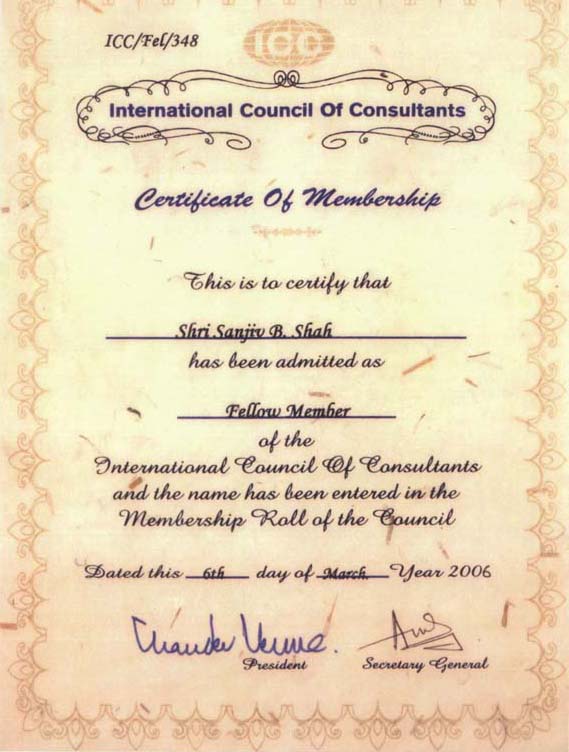 ICC/Fel/348
ICC
International Council Of Consultants
Certificate Of Membership
This is to certify that
Shri Sanjiv B. Shah
has been admitted as
Fellow Member
of the
International Council Of Consultants
and the name has been entered in the
Membership Roll of the Council
Dated this 6th day of March. Year 2006
Chander Verma.
President
Secretary General